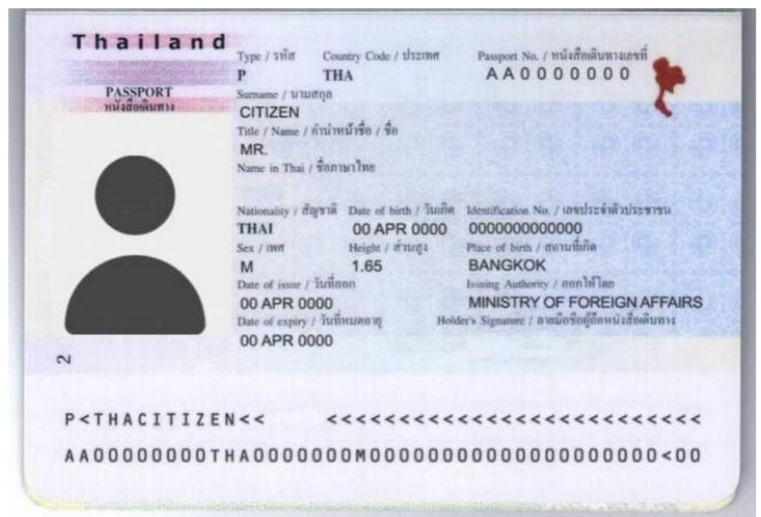 Thailand
PASSPORT
หนังสือเดินทาง
Type / รหัส Country Code / ประเทศ Passport No. / หนังสือเดินทางเลขที่
P THA AA0000000
Surname / นามสกุล
CITIZEN
Title / Name / คำนำหน้าชื่อ / ชื่อ
MR.
Name in Thai / ชื่อภาษาไทย
Nationality / สัญชาติ Date of birth / วันเกิด Identification No. / เลขประจำตัวประชาชน
THAI 00 APR 0000 0000000000000
Sex / เพศ Height / ส่วนสูง Place of birth / สถานที่เกิด
M 1.65 BANGKOK
Date of issue / วันที่ออก Issuing Authority / ออกให้โดย
00 APR 0000 MINISTRY OF FOREIGN AFFAIRS
Date of expiry / วันที่หมดอายุ Holder's Signature / ลายมือชื่อผู้ถือหนังสือเดินทาง
00 APR 0000
2
P<THACITIZEN<< <<<<<<<<<<<<<<<<<<<<<<<<<<
AA00000000THA0000000M00000000000000000000<00